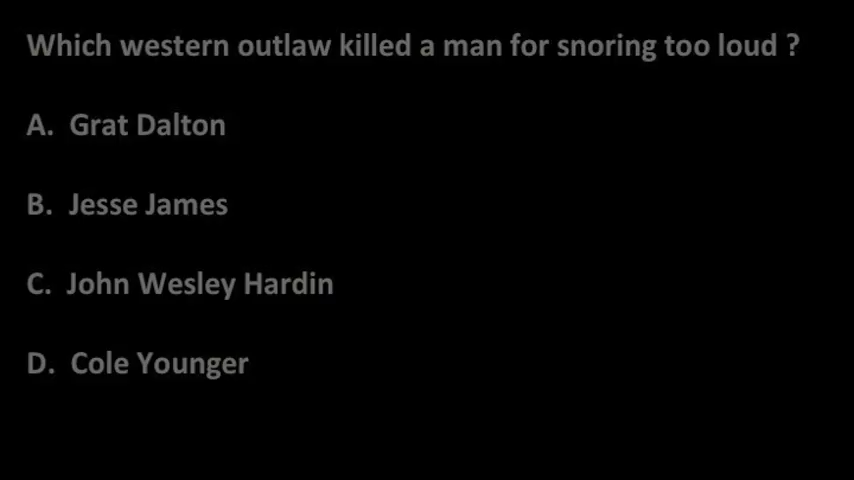 Which western outlaw killed a man for snoring too loud ?
A. Grat Dalton
B. Jesse James
C. John Wesley Hardin
D. Cole Younger